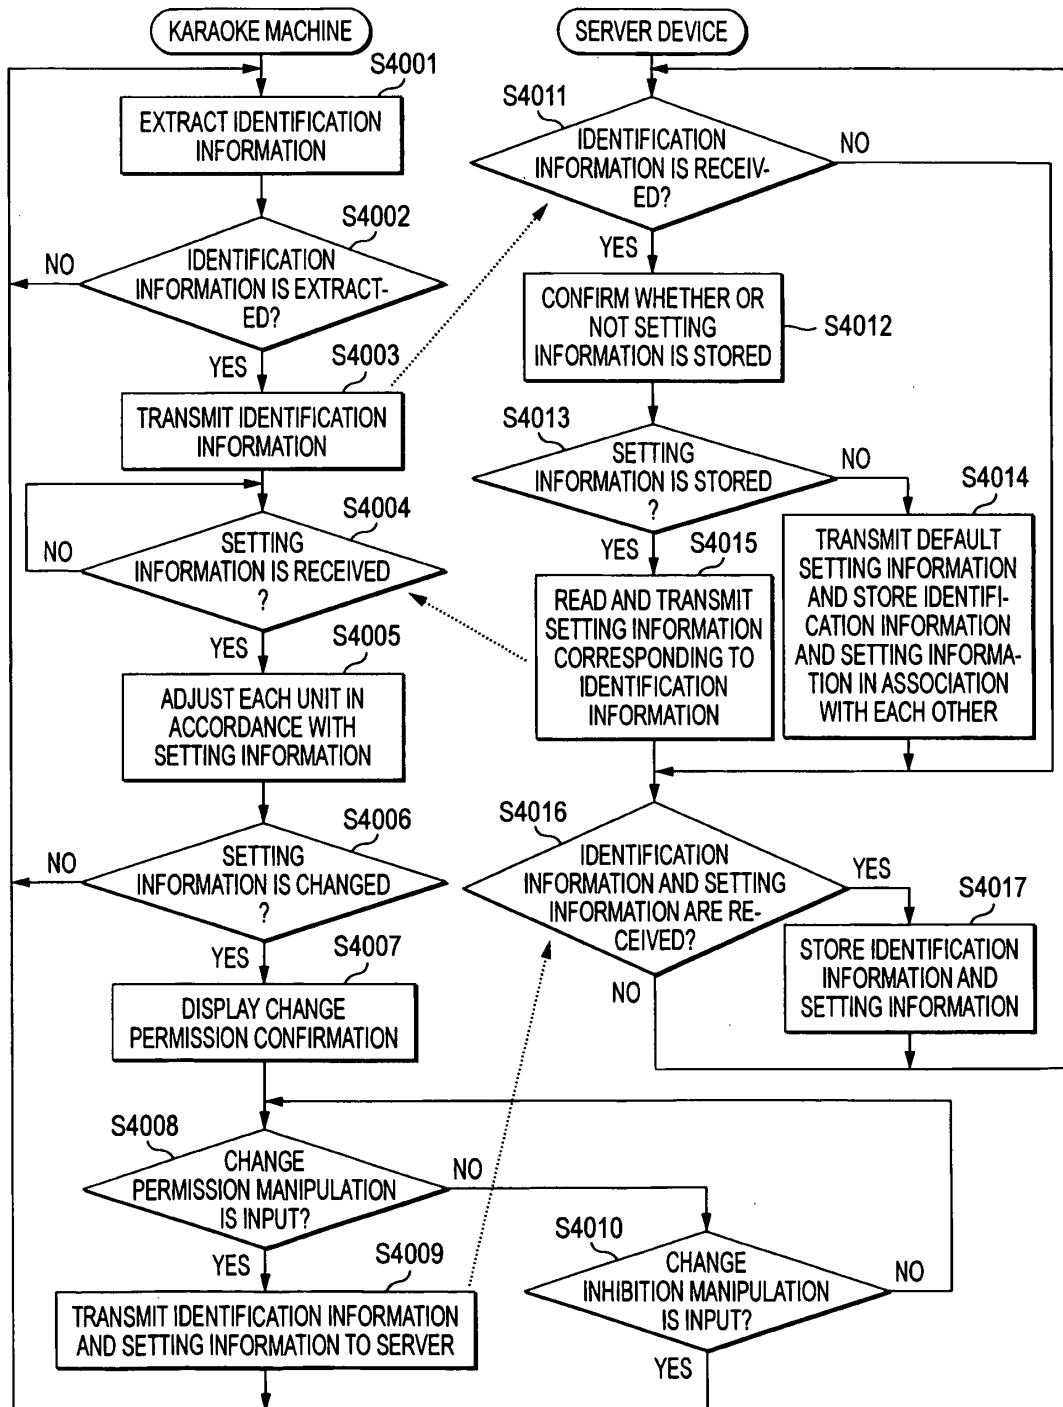 KARAOKE MACHINE
S4001
EXTRACT IDENTIFICATION
INFORMATION
S4002
IDENTIFICATION
INFORMATION IS EXTRACT-
ED?
NO
YES
S4003
TRANSMIT IDENTIFICATION
INFORMATION
S4004
SETTING
INFORMATION IS RECEIVED
?
NO
YES
S4005
ADJUST EACH UNIT IN
ACCORDANCE WITH
SETTING INFORMATION
S4006
SETTING
INFORMATION IS CHANGED
?
NO
YES
S4007
DISPLAY CHANGE
PERMISSION CONFIRMATION
S4008
CHANGE
PERMISSION MANIPULATION
IS INPUT?
NO
YES
S4009
TRANSMIT IDENTIFICATION INFORMATION
AND SETTING INFORMATION TO SERVER
S4010
CHANGE
INHIBITION MANIPULATION
IS INPUT?
NO
YES
SERVER DEVICE
S4011
IDENTIFICATION
INFORMATION IS RECEIV-
ED?
NO
YES
CONFIRM WHETHER OR
NOT SETTING
INFORMATION IS STORED
S4012
S4013
SETTING
INFORMATION IS STORED
?
NO
YES
S4014
TRANSMIT DEFAULT
SETTING INFORMATION
AND STORE IDENTIFI-
CATION INFORMATION
AND SETTING INFORMA-
TION IN ASSOCIATION
WITH EACH OTHER
S4015
READ AND TRANSMIT
SETTING INFORMATION
CORRESPONDING TO
IDENTIFICATION
INFORMATION
S4016
IDENTIFICATION
INFORMATION AND SETTING
INFORMATION ARE RE-
CEIVED?
YES
NO
S4017
STORE IDENTIFICATION
INFORMATION AND
SETTING INFORMATION